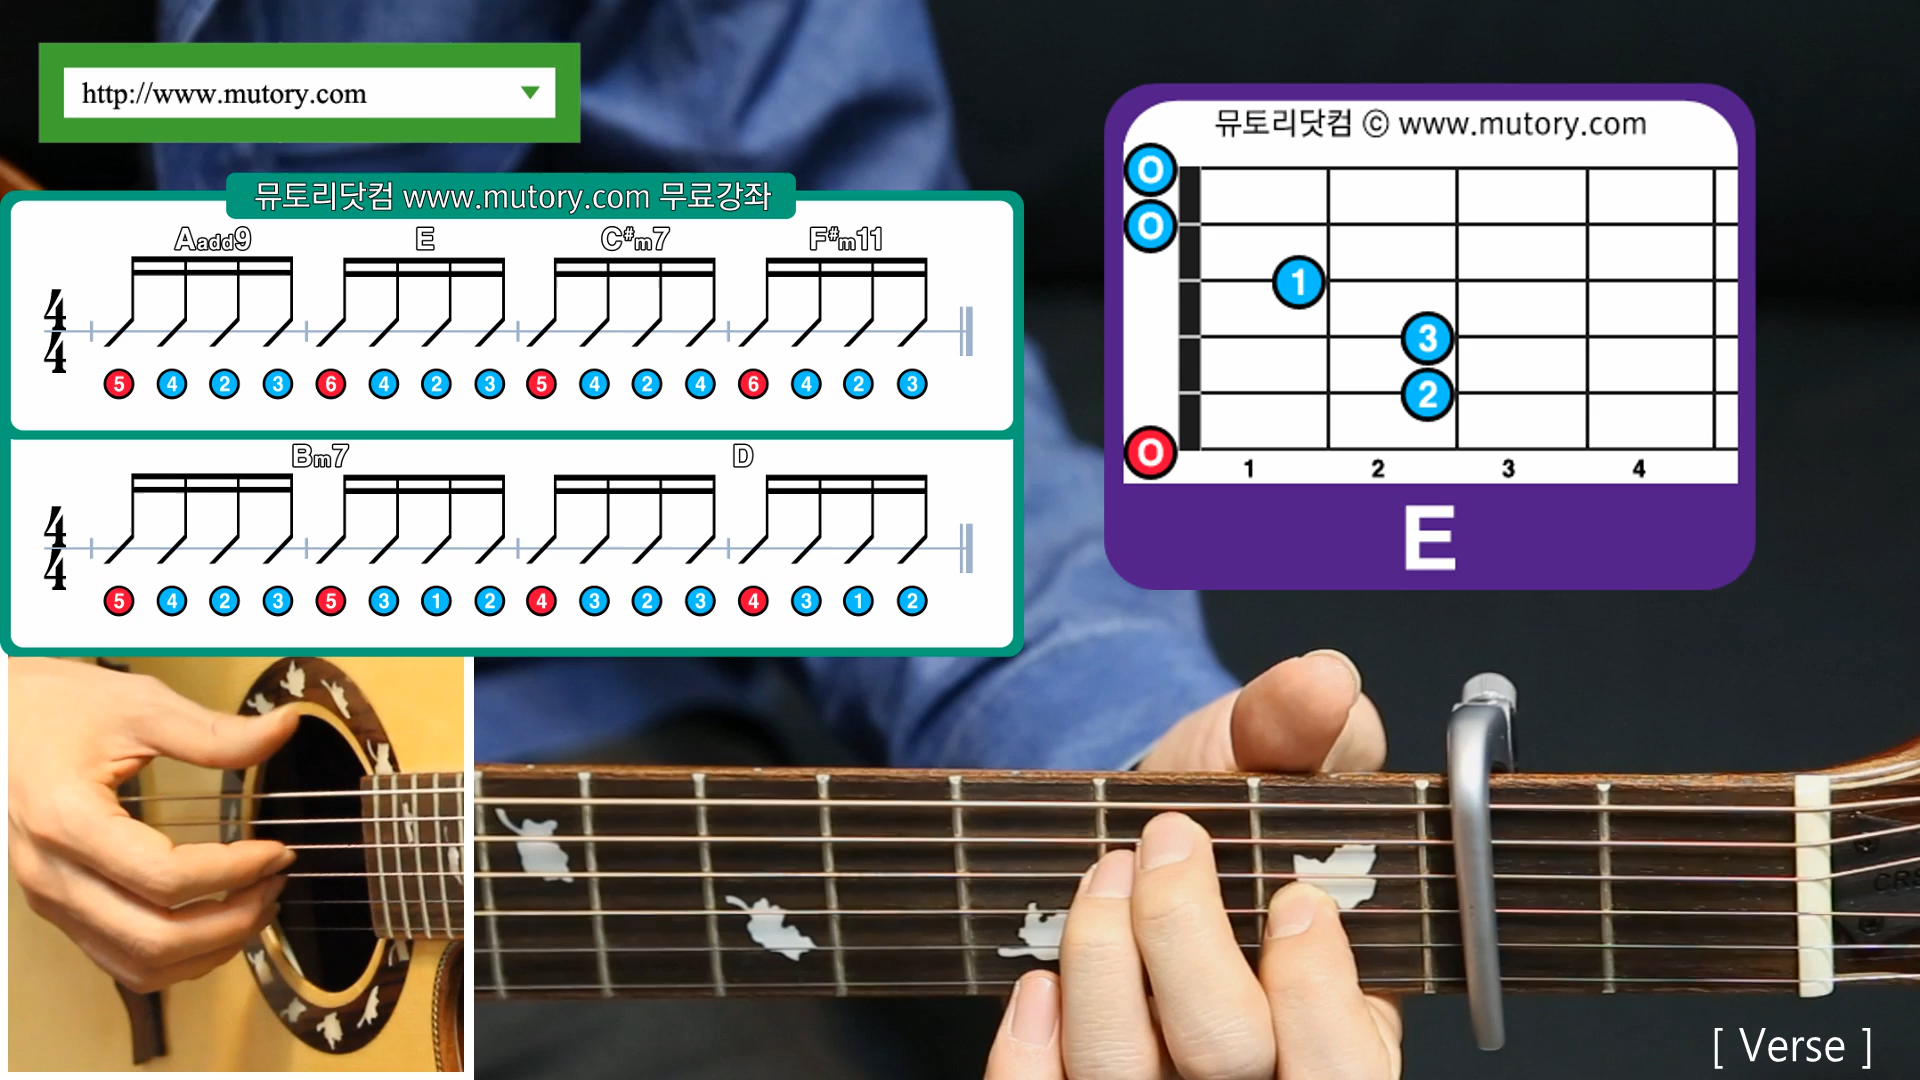 http://www.mutory.com
뮤토리닷컴 www.mutory.com 무료강좌
Aadd9 E C#m7 F#m11
4 4
5 4 2 3 6 4 2 3 5 4 2 4 6 4 2 3
Bm7 D
4 4
5 4 2 3 5 3 1 2 4 3 2 3 4 3 1 2
뮤토리닷컴 © www.mutory.com
O
O
1
3
2
O
1 2 3 4
E
[ Verse ]